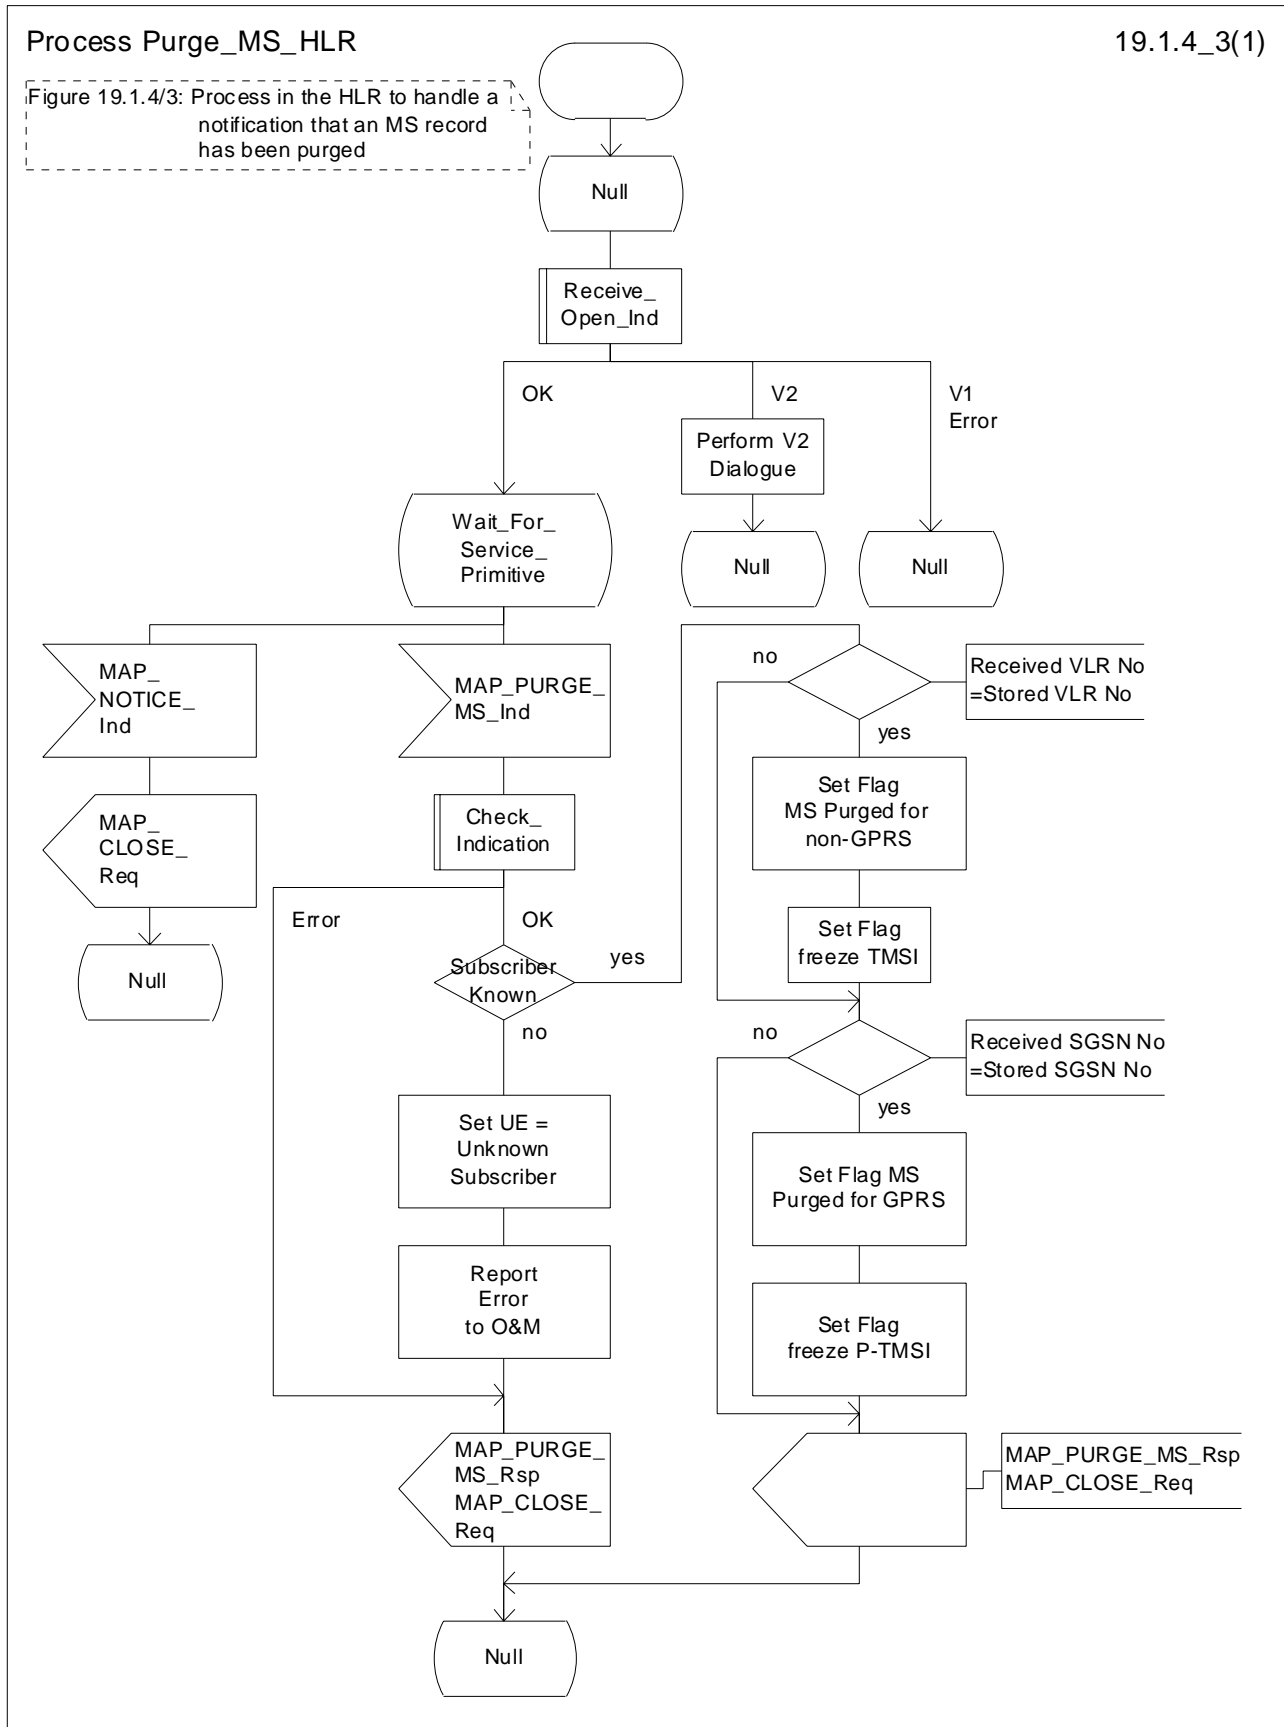 Process Purge_MS_HLR
19.1.4_3(1)
Figure 19.1.4/3: Process in the HLR to handle a
notification that an MS record
has been purged
Null
Receive_
Open_Ind
OK
V2
V1
Error
Perform V2
Dialogue
Wait_For_
Service_
Primitive
Null
Null
MAP_
NOTICE_
Ind
MAP_PURGE_
MS_Ind
no
Received VLR No
=Stored VLR No
yes
Set Flag
MS Purged for
non-GPRS
MAP_
CLOSE_
Req
Check_
Indication
Error
OK
Set Flag
freeze TMSI
Null
Subscriber
Known
yes
no
no
Received SGSN No
=Stored SGSN No
yes
Set UE =
Unknown
Subscriber
Set Flag MS
Purged for GPRS
Report
Error
to O&M
Set Flag
freeze P-TMSI
MAP_PURGE_
MS_Rsp
MAP_CLOSE_
Req
MAP_PURGE_MS_Rsp
MAP_CLOSE_Req
Null